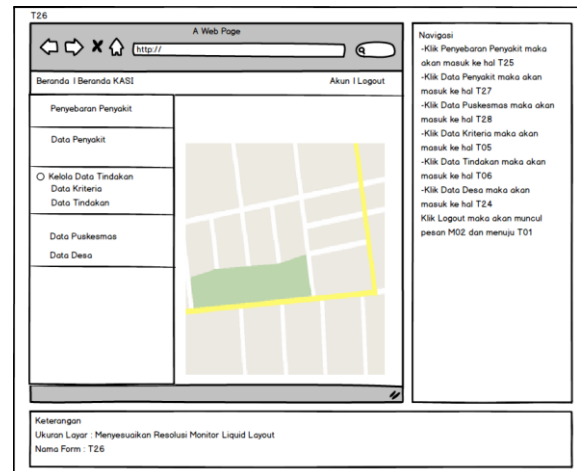 T26
A Web Page
http://
Beranda | Beranda KASI
Akun | Logout
Penyebaran Penyakit
Data Penyakit
Kelola Data Tindakan
Data Kriteria
Data Tindakan
Data Puskesmas
Data Desa
Navigasi
-Klik Penyebaran Penyakit maka
akan masuk ke hal T25
-Klik Data Penyakit maka akan
masuk ke hal T27
-Klik Data Puskesmas maka akan
masuk ke hal T28
-Klik Data Kriteria maka akan
masuk ke hal T05
-Klik Data Tindakan maka akan
masuk ke hal T06
-Klik Data Desa maka akan
masuk ke hal T24
Klik Logout maka akan muncul
pesan M02 dan menuju T01
Keterangan
Ukuran Layar : Menyesuaikan Resolusi Monitor Liquid Layout
Nama Form : T26